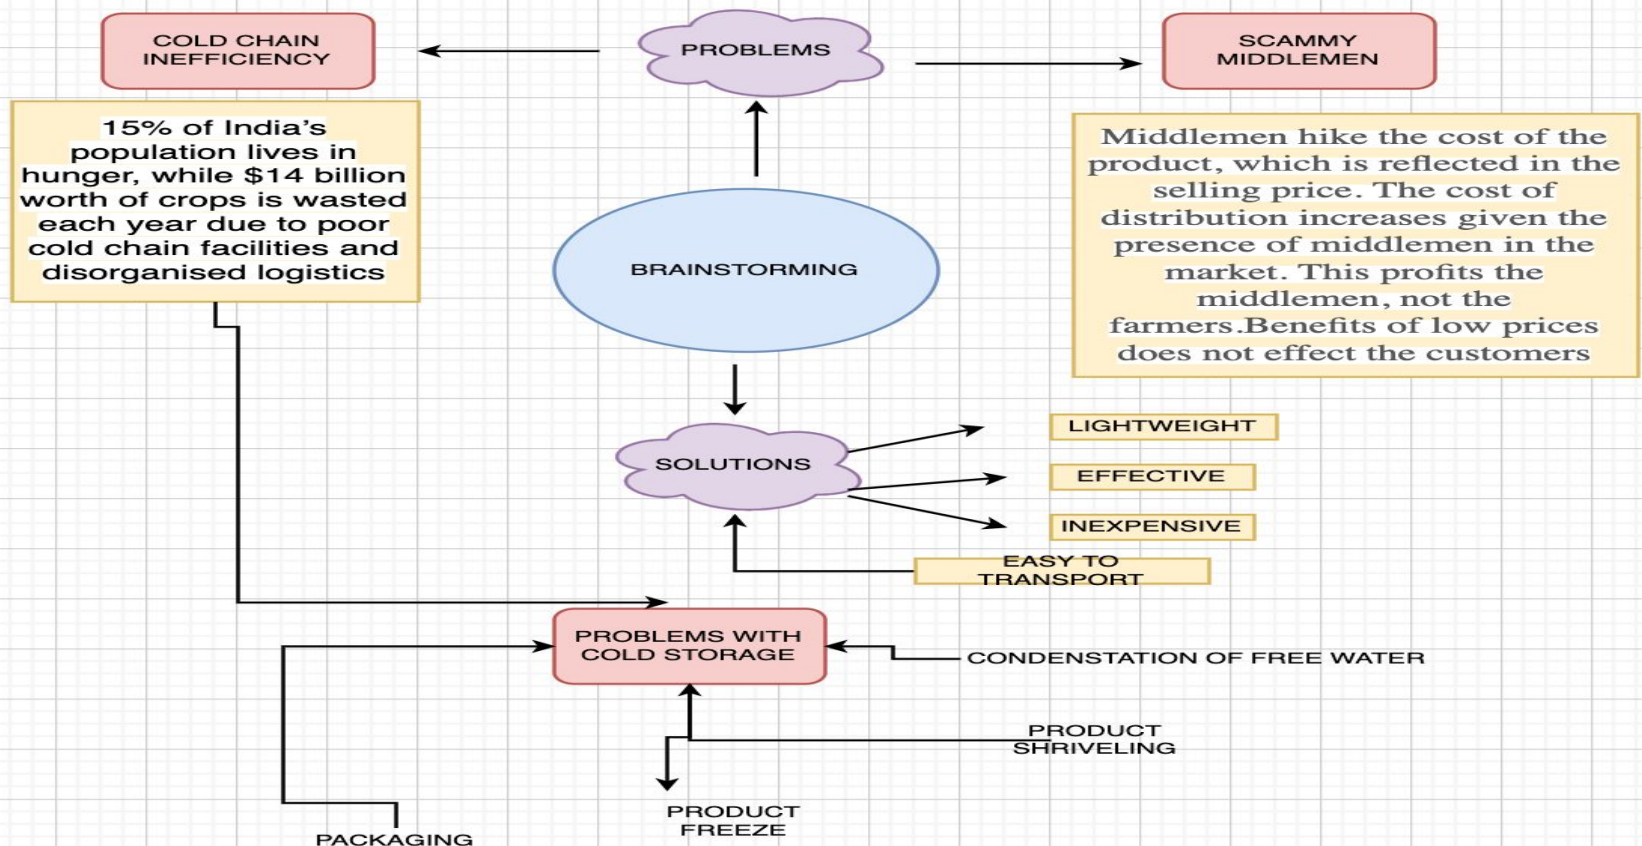 COLD CHAIN
INEFFICIENCY
PROBLEMS
SCAMMY
MIDDLEMEN
15% of India’s
population lives in
hunger, while $14 billion
worth of crops is wasted
each year due to poor
cold chain facilities and
disorganised logistics
Middlemen hike the cost of the
product, which is reflected in the
selling price. The cost of
distribution increases given the
presence of middlemen in the
market. This profits the
middlemen, not the
farmers.Benefits of low prices
does not effect the customers
BRAINSTORMING
SOLUTIONS
LIGHTWEIGHT
EFFECTIVE
INEXPENSIVE
EASY TO
TRANSPORT
PROBLEMS WITH
COLD STORAGE
CONDENSTATION OF FREE WATER
PRODUCT
SHRIVELING
PRODUCT
FREEZE
PACKAGING